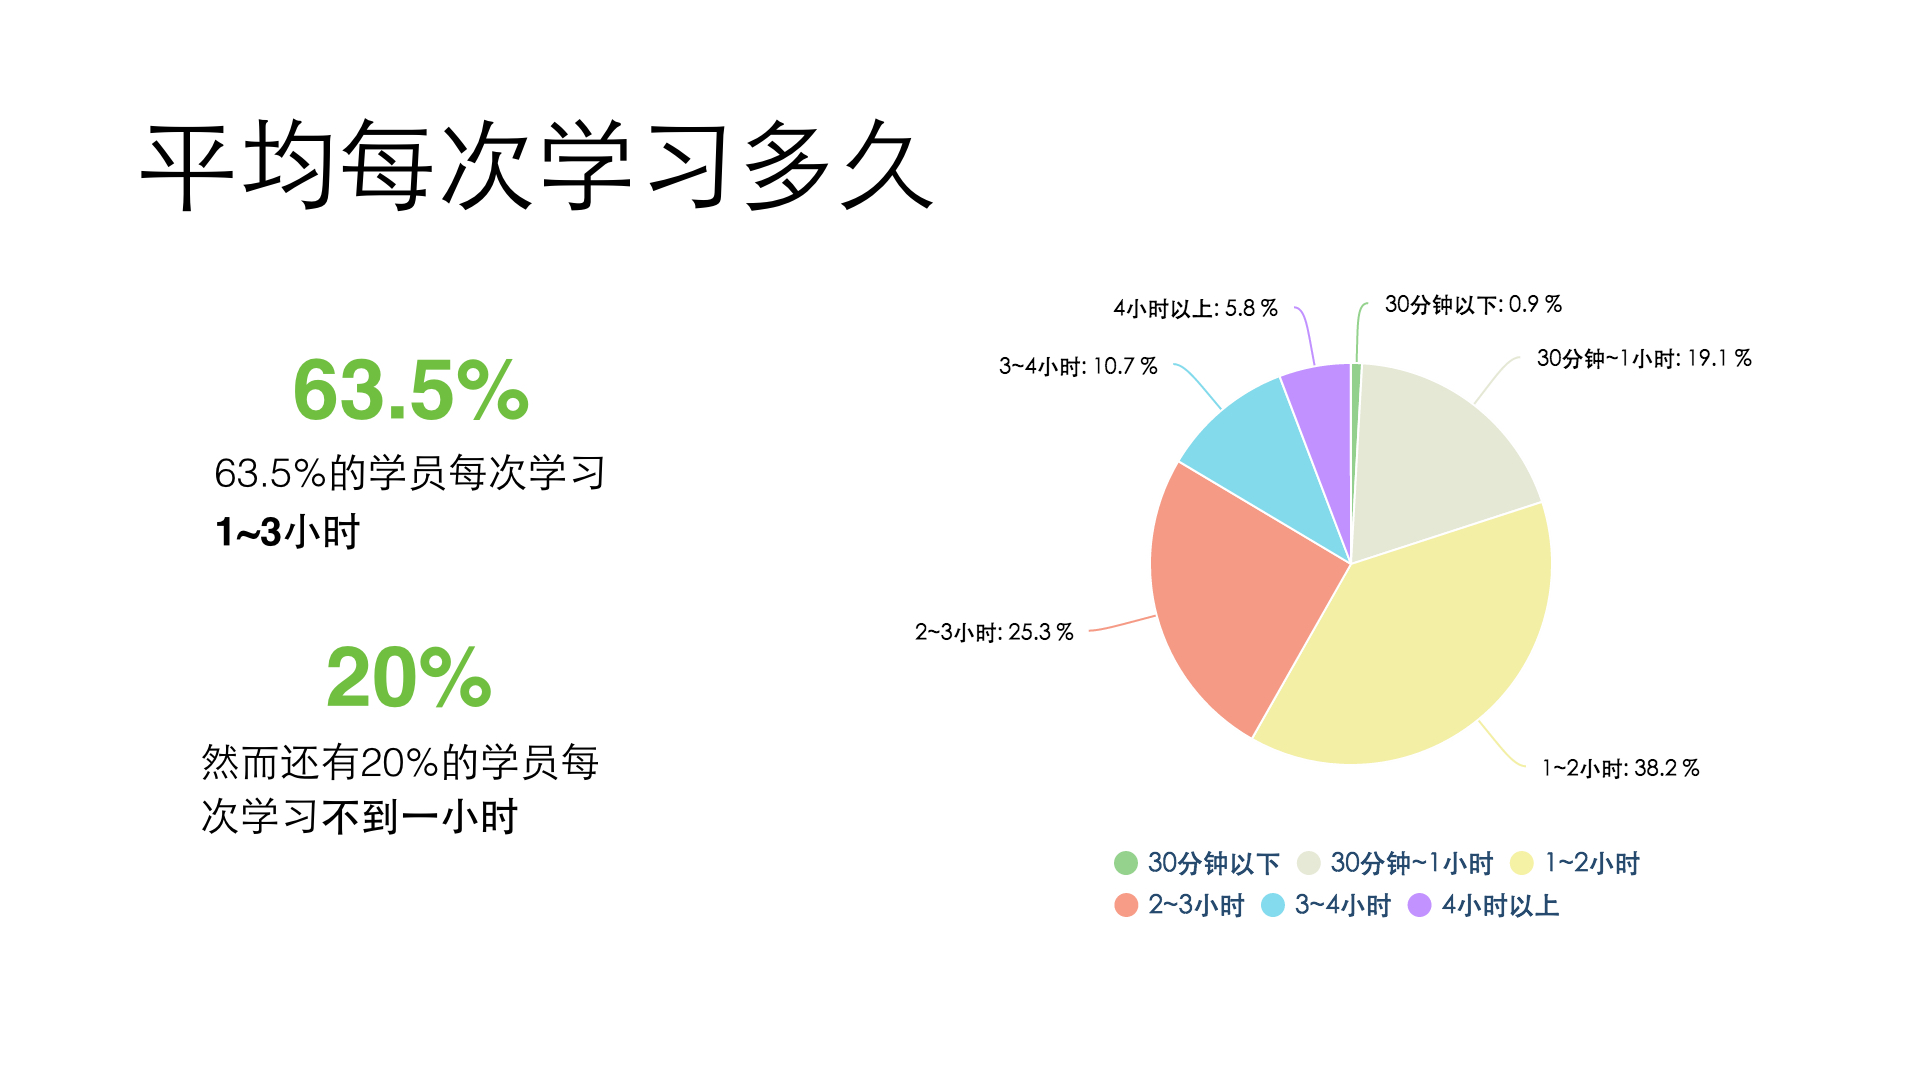 平均每次学习多久
63.5%
63.5%的学员每次学习
1~3小时
20%
然而还有20%的学员每
次学习不到一小时
4小时以上: 5.8 %
30分钟以下: 0.9 %
3~4小时: 10.7 %
30分钟~1小时: 19.1 %
2~3小时: 25.3 %
1~2小时: 38.2 %
30分钟以下 30分钟~1小时 1~2小时
2~3小时 3~4小时 4小时以上